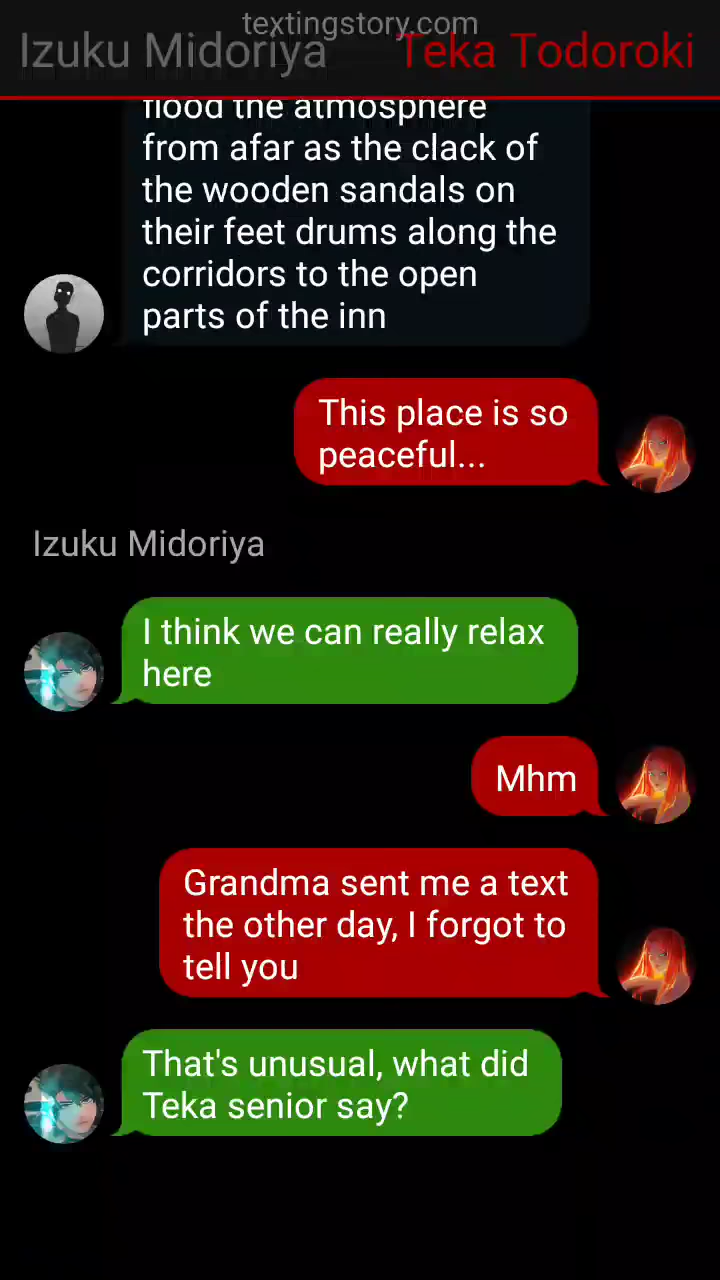 textingstory.com
Izuku Midoriya Teka Todoroki
flood the atmosphere
from afar as the clack of
the wooden sandals on
their feet drums along the
corridors to the open
parts of the inn
This place is so
peaceful...
Izuku Midoriya
I think we can really relax
here
Mhm
Grandma sent me a text
the other day, I forgot to
tell you
That's unusual, what did
Teka senior say?